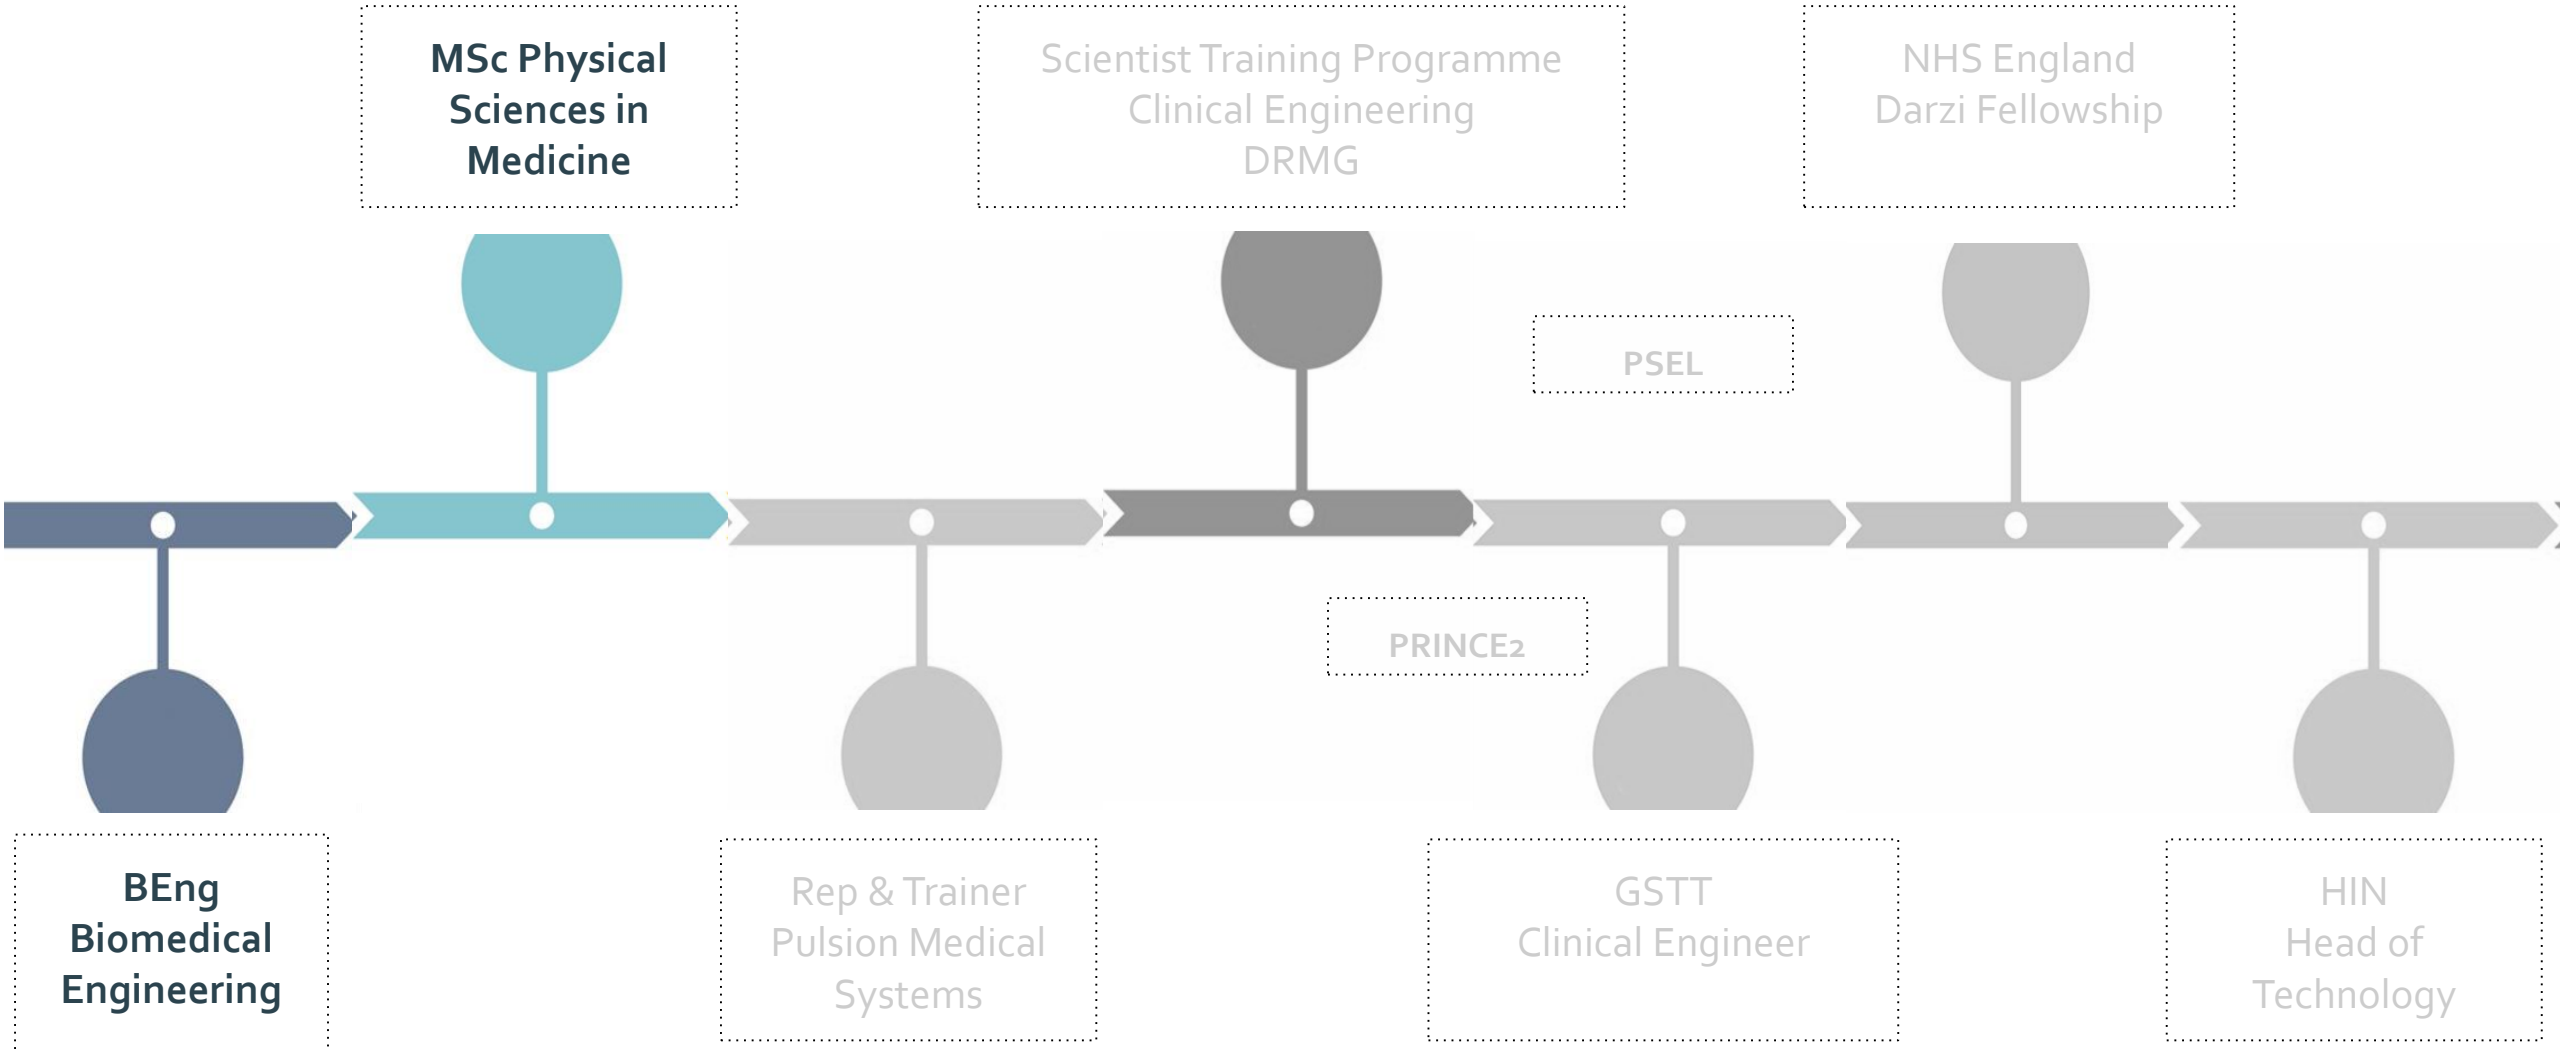 MSc Physical
Sciences in
Medicine
Scientist Training Programme
Clinical Engineering
DRMG
NHS England
Darzi Fellowship
PSEL
PRINCE2
BEng
Biomedical
Engineering
Rep & Trainer
Pulsion Medical
Systems
GSTT
Clinical Engineer
HIN
Head of
Technology